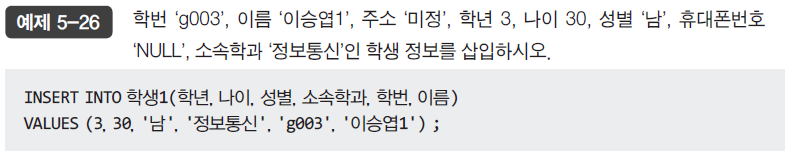 예제 5-26 학번 ‘g003’, 이름 ‘이승엽1’, 주소 ‘미정’, 학년 3, 나이 30, 성별 ‘남’, 휴대폰번호
‘NULL’, 소속학과 ‘정보통신’인 학생 정보를 삽입하시오.
INSERT INTO 학생1(학년, 나이, 성별, 소속학과, 학번, 이름)
VALUES (3, 30, '남', '정보통신', 'g003', '이승엽1') ;